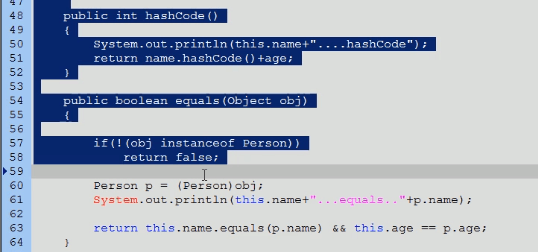 47
48 public int hashCode()
49 {
50 System.out.println(this.name+"....hashCode");
51 return name.hashCode()+age;
52 }
53
54 public boolean equals(Object obj)
55 {
56
57 if(!(obj instanceof Person))
58 return false;
59
60 Person p = (Person)obj;
61 System.out.println(this.name+"...equals.."+p.name);
62
63 return this.name.equals(p.name) && this.age == p.age;
64 }